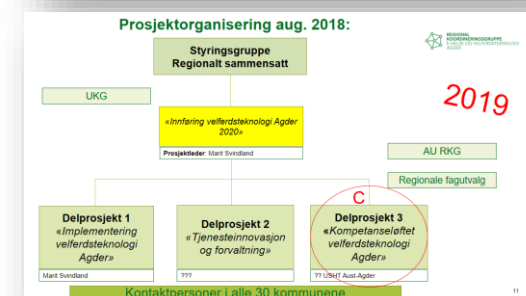 Prosjektorganisering aug. 2018:
REGIONAL
KOORDINERINGSGRUPPE
E-HELSE OG VELFERDSTEKNOLOGI
AGDER
Styringsgruppe
Regionalt sammensatt
2019
UKG
«Innføring velferdsteknologi Agder
2020»
Prosjektleder: Marit Svindland
AU RKG
Regionale fagutvalg
C
Delprosjekt 1
«Implementering
velferdsteknologi
Agder»
Marit Svindland
Delprosjekt 2
«Tjenesteinnovasjon
og forvaltning»
???
Delprosjekt 3
«Kompetanseløftet
velferdsteknologi
Agder»
?? USHT Aust-Agder
Kontaktpersoner i alle 30 kommunene
11